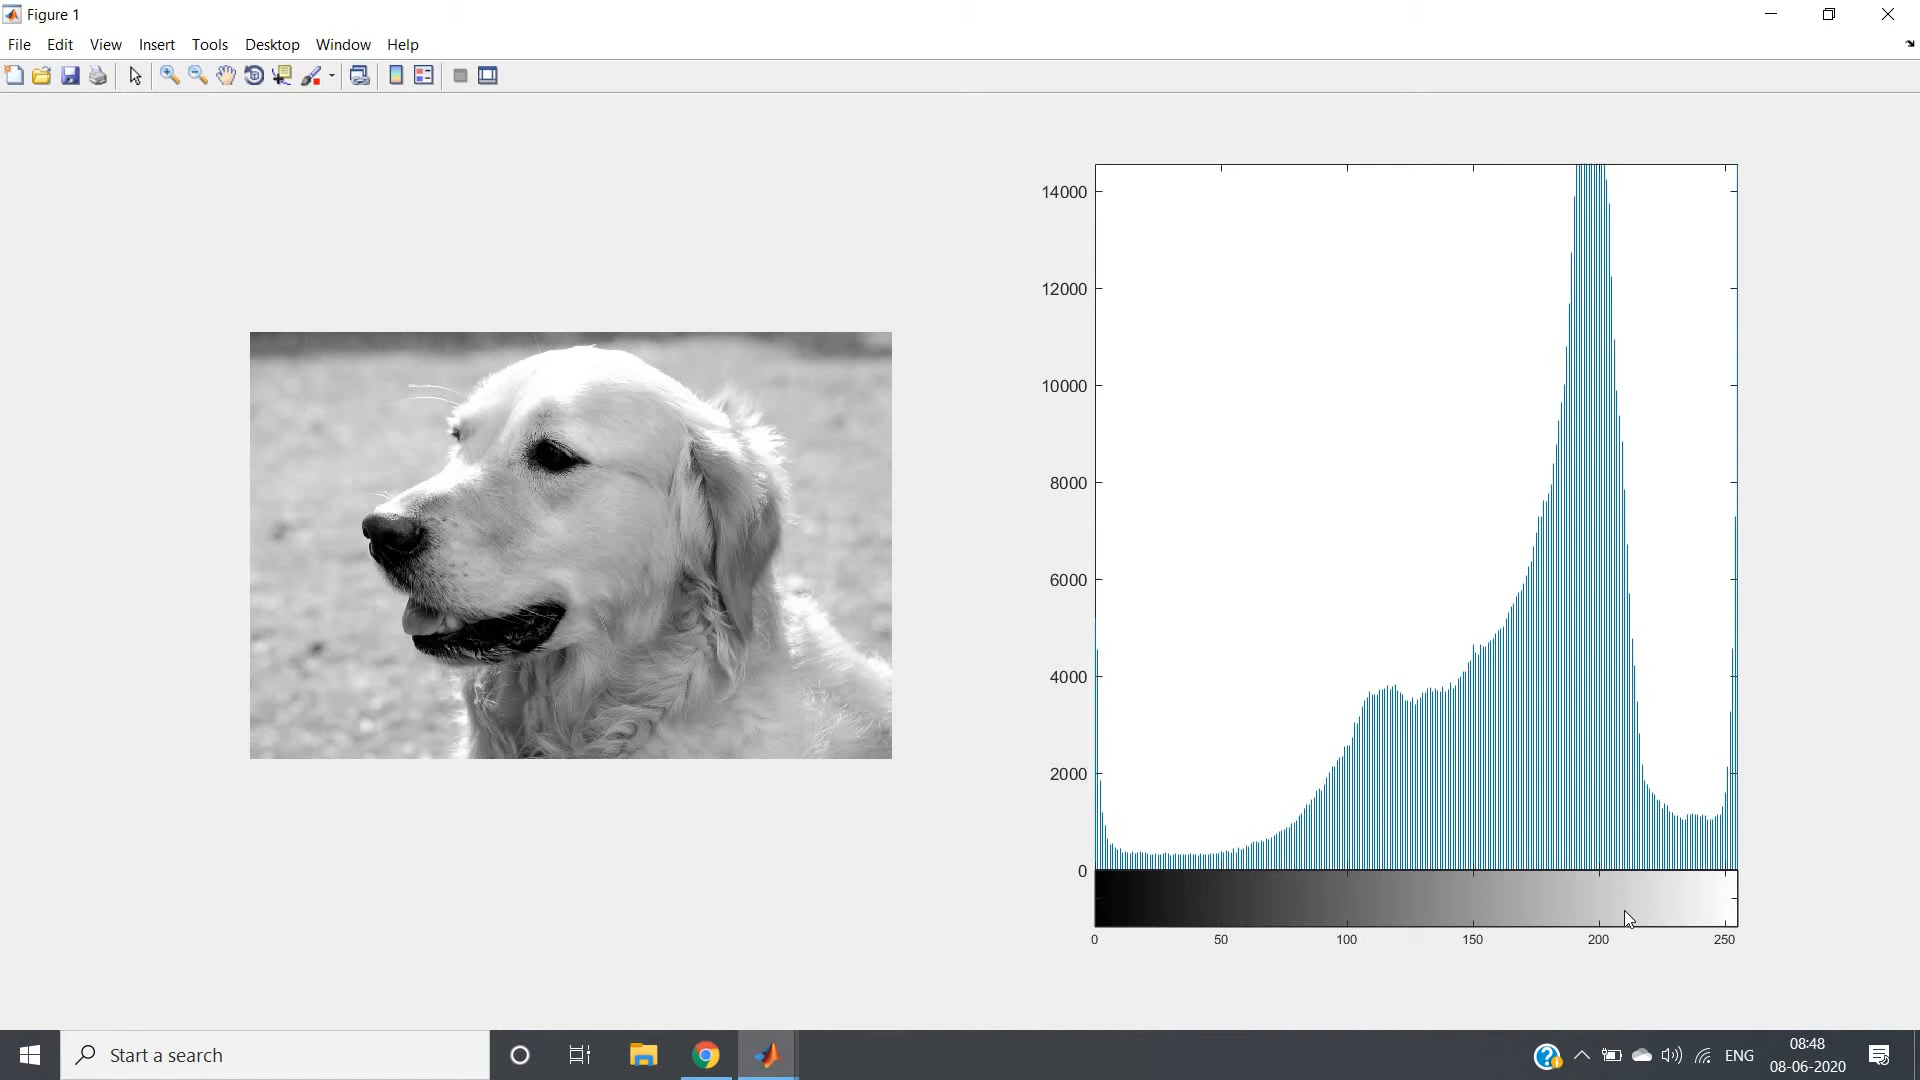 Figure 1
File Edit View Insert Tools Desktop Window Help
14000
12000
10000
8000
6000
4000
2000
0
0 50 100 150 200 250
Start a search
ENG
08:48
08-06-2020